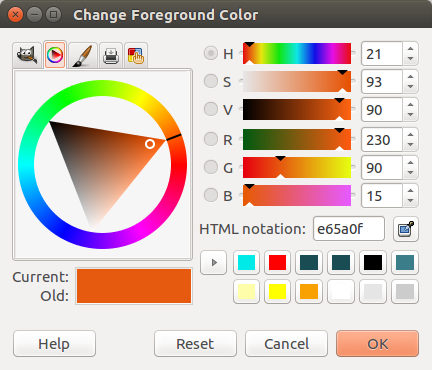 Change Foreground Color
H 21
S 93
V 90
R 230
G 90
B 15
HTML notation: e65a0f
Current:
Old:
Help Reset Cancel OK